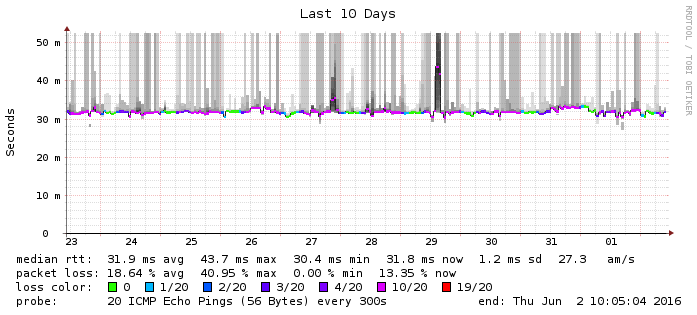 Last 10 Days
RRDTOOL / TOBI OETIKER
Seconds
50 m
40 m
30 m
20 m
10 m
0
23 24 25 26 27 28 29 30 31 01
median rtt: 31.9 ms avg 43.7 ms max 30.4 ms min 31.8 ms now 1.2 ms sd 27.3 am/s
packet loss: 18.64 % avg 40.95 % max 0.00 % min 13.35 % now
loss color: 0 1/20 2/20 3/20 4/20 10/20 19/20
probe: 20 ICMP Echo Pings (56 Bytes) every 300s end: Thu Jun 2 10:05:04 2016